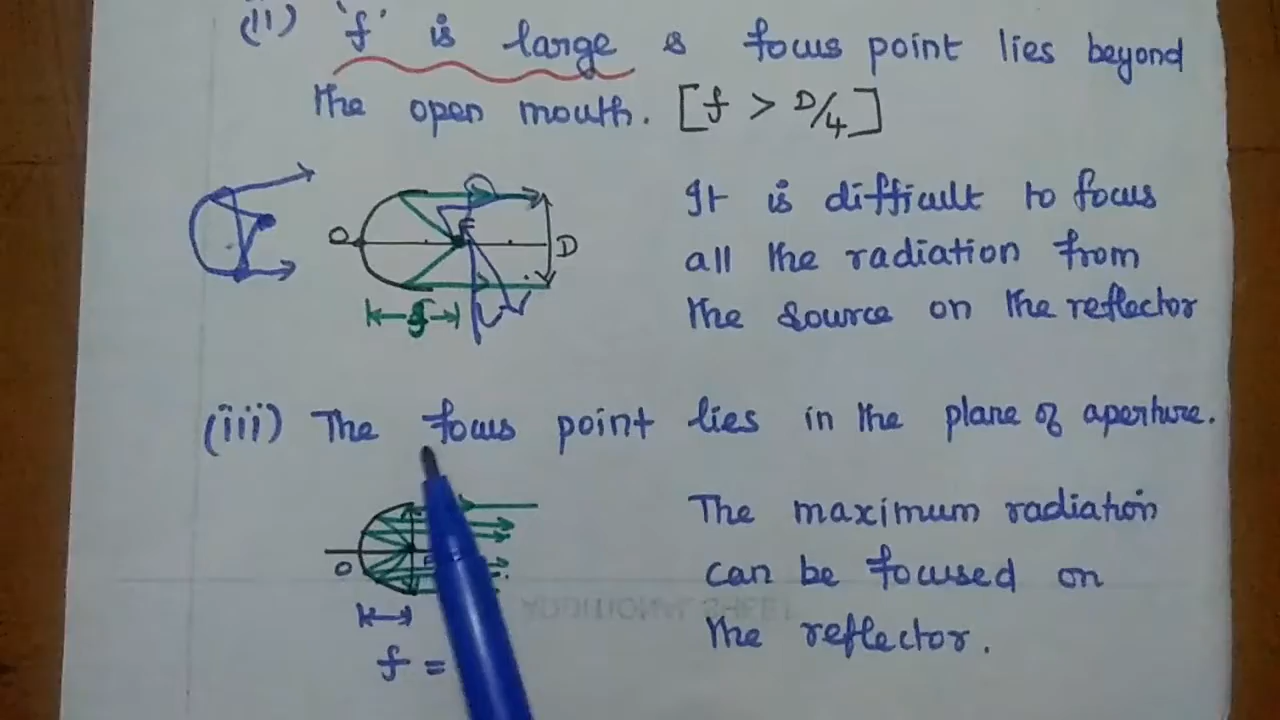 (ii) 'f' is large & focus point lies beyond
the open mouth. [f > D/4]
It is difficult to focus
all the radiation from
the source on the reflector
O
F
D
f
(iii) The focus point lies in the plane of aperture.
The maximum radiation
can be focused on
the reflector.
O
f =
ADDITIONAL SHEET